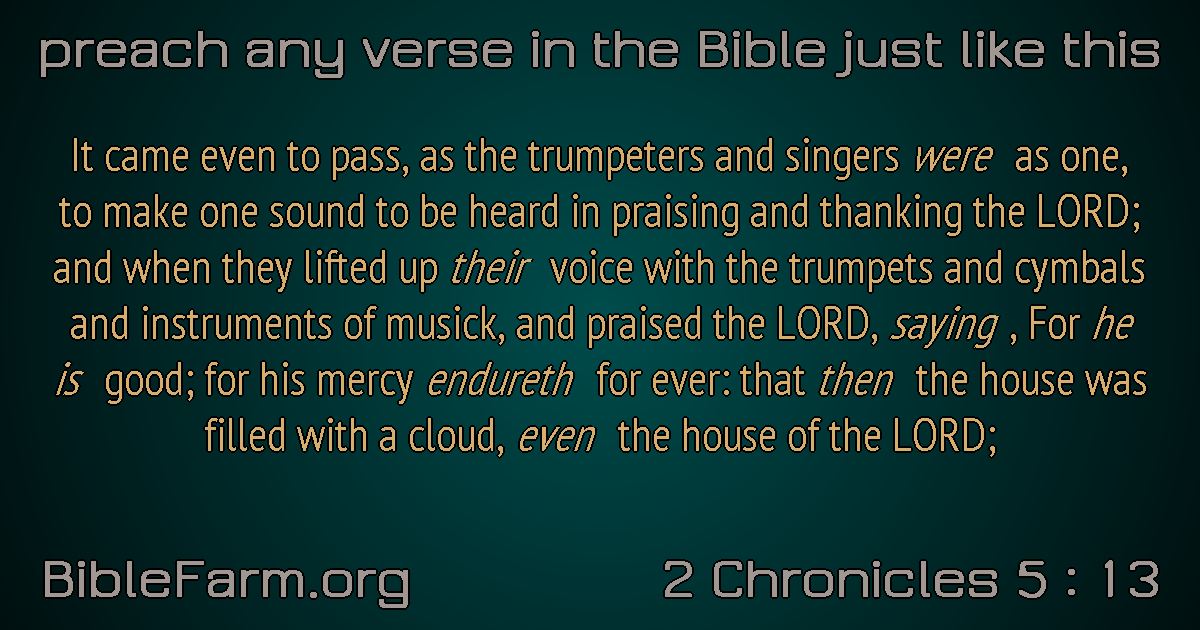 preach any verse in the Bible just like this
It came even to pass, as the trumpeters and singers were as one,
to make one sound to be heard in praising and thanking the LORD;
and when they lifted up their voice with the trumpets and cymbals
and instruments of musick, and praised the LORD, saying , For he
is good; for his mercy endureth for ever: that then the house was
filled with a cloud, even the house of the LORD;
BibleFarm.org
2 Chronicles 5 : 13